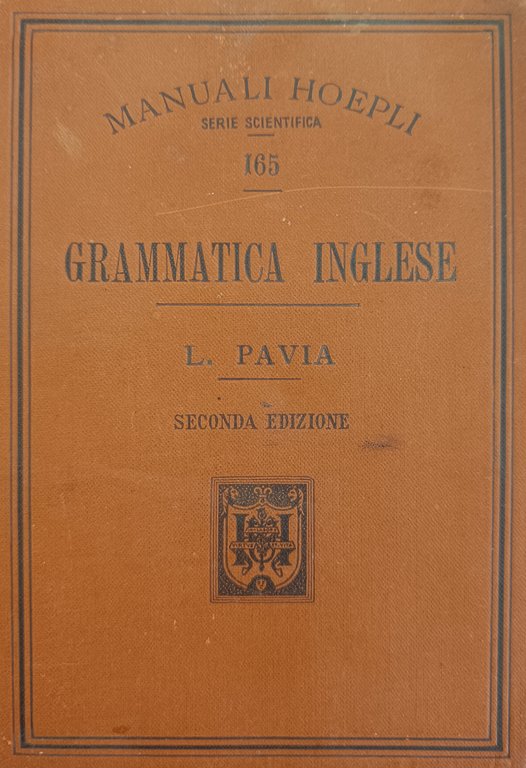 MANUALI HOEPLI
SERIE SCIENTIFICA
165
GRAMMATICA INGLESE
L. PAVIA
SECONDA EDIZIONE